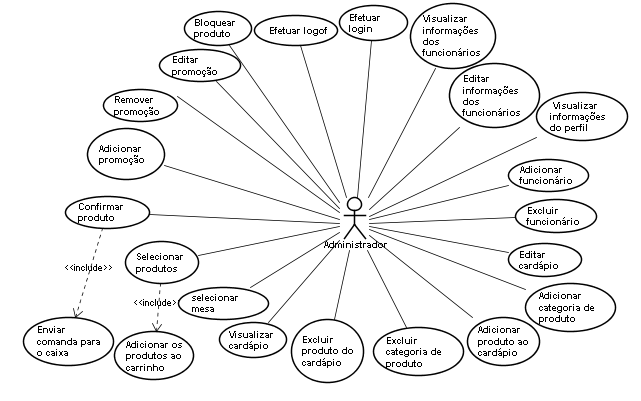 Bloquear
produto
Efetuar logof
Efetuar
login
Visualizar
informações
dos
funcionários
Editar
promoção
Editar
informações
dos
funcionários
Remover
promoção
Visualizar
informações
do perfil
Adicionar
promoção
Adicionar
funcionário
Confirmar
produto
Excluir
funcionário
Administrador
Selecionar
produtos
Editar
cardápio
<<include>>
<<include>>
selecionar
mesa
Adicionar
categoria de
produto
Enviar
comanda para
o caixa
Adicionar os
produtos ao
carrinho
Visualizar
cardápio
Excluir
produto do
cardápio
Excluir
categoria de
produto
Adicionar
produto ao
cardápio